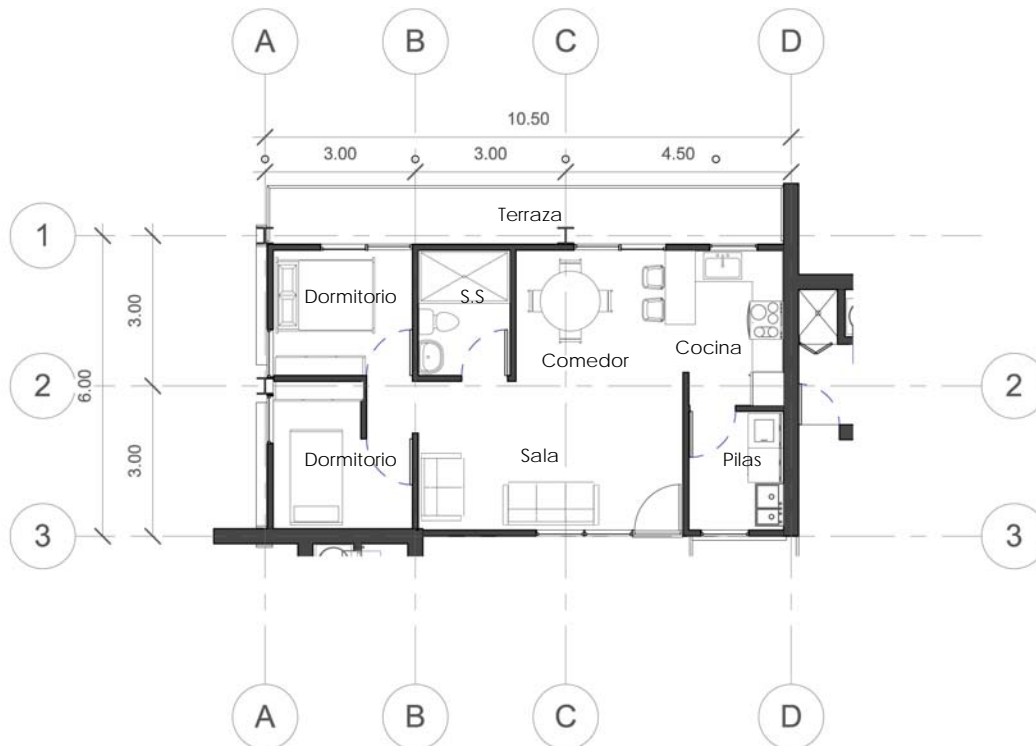 A B C D
10.50
3.00 3.00 4.50
Terraza
1
Dormitorio S.S
3.00
Comedor Cocina
2 2
6.00
3.00
Dormitorio Sala Pilas
3 3
A B C D